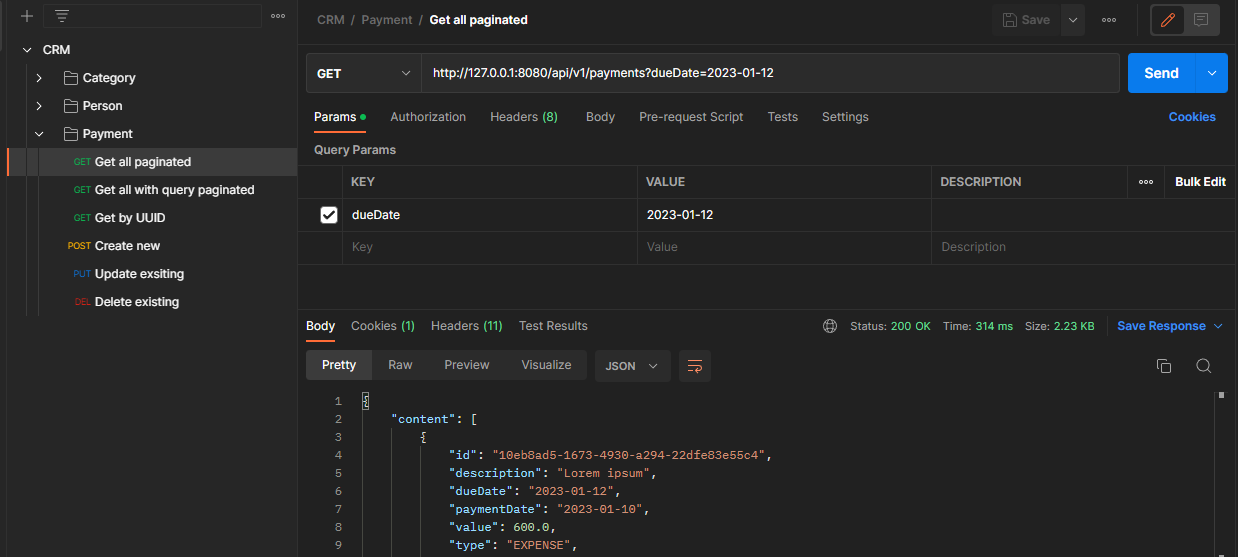 CRM / Payment / Get all paginated
Save
CRM
Category
Person
Payment
GET Get all paginated
GET Get all with query paginated
GET Get by UUID
POST Create new
PUT Update exsiting
DEL Delete existing
GET
http://127.0.0.1:8080/api/v1/payments?dueDate=2023-01-12
Send
Params Authorization Headers (8) Body Pre-request Script Tests Settings Cookies
Query Params
KEY VALUE DESCRIPTION Bulk Edit
dueDate 2023-01-12
Key Value Description
Body Cookies (1) Headers (11) Test Results Status: 200 OK Time: 314 ms Size: 2.23 KB Save Response
Pretty Raw Preview Visualize JSON
1 {
2 "content": [
3 {
4 "id": "10eb8ad5-1673-4930-a294-22dfe83e55c4",
5 "description": "Lorem ipsum",
6 "dueDate": "2023-01-12",
7 "paymentDate": "2023-01-10",
8 "value": 600.0,
9 "type": "EXPENSE",